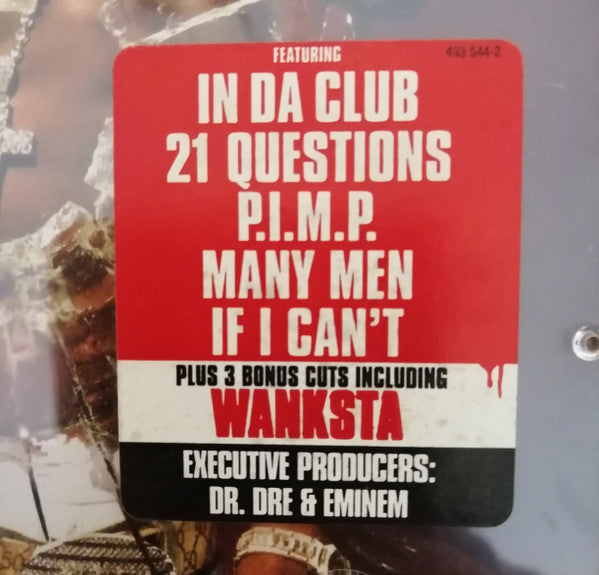 FEATURING
493 544-2
IN DA CLUB
21 QUESTIONS
P.I.M.P.
MANY MEN
IF I CAN'T
PLUS 3 BONUS CUTS INCLUDING
WANKSTA
EXECUTIVE PRODUCERS:
DR. DRE & EMINEM
50